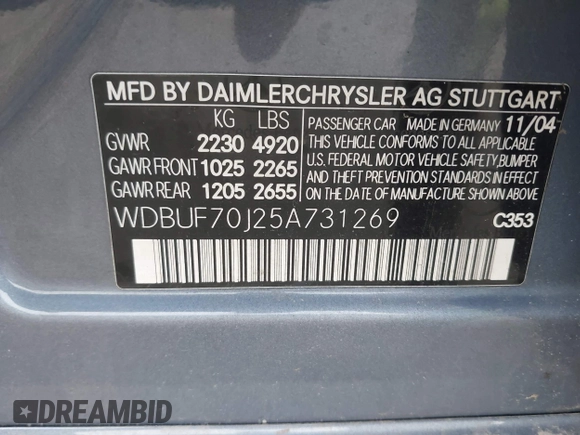 MFD BY DAIMLERCHRYSLER AG STUTTGART
KG LBS
GVWR 2230 4920
GAWR FRONT 1025 2265
GAWR REAR 1205 2655
PASSENGER CAR MADE IN GERMANY 11/04
THIS VEHICLE CONFORMS TO ALL APPLICABLE
U.S. FEDERAL MOTOR VEHICLE SAFETY, BUMPER
AND THEFT PREVENTION STANDARDS IN EFFECT
ON THE DATE OF MANUFACTURE SHOWN.
WDBUF70J25A731269
C353
DREAMBID